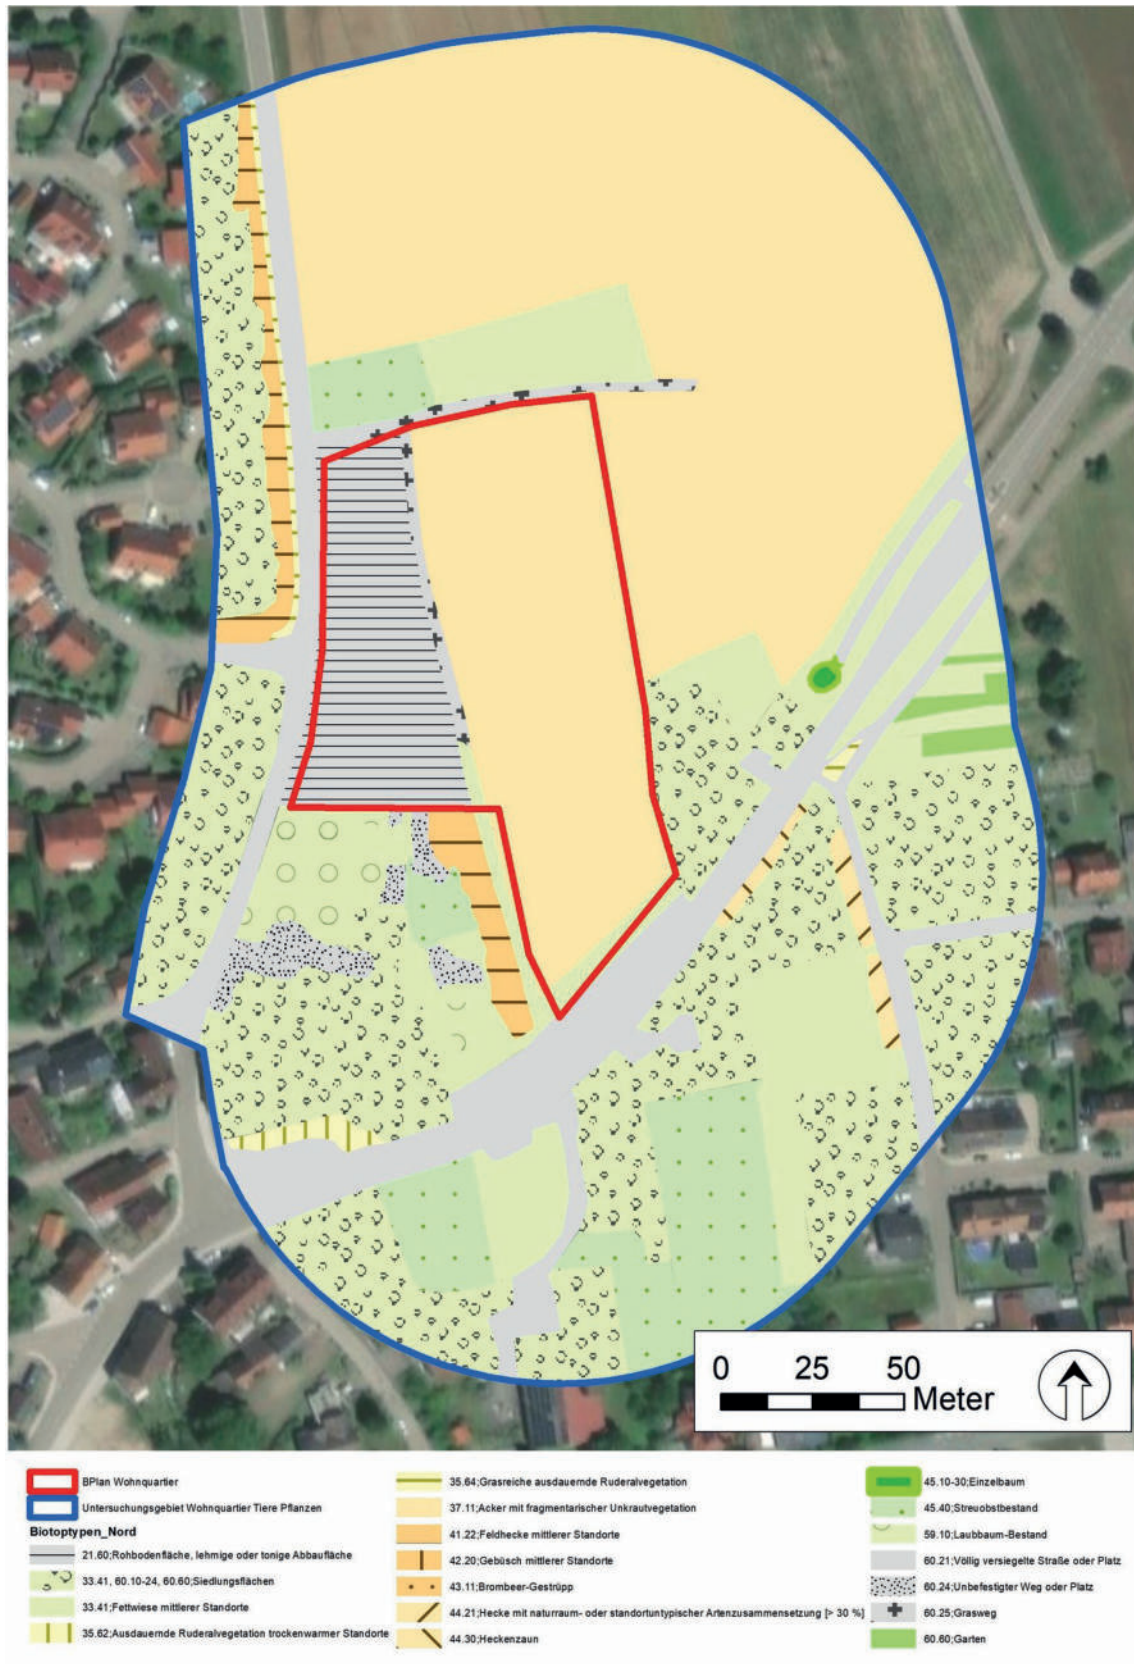 0 25 50
Meter
BPlan Wohnquartier
Untersuchungsgebiet Wohnquartier Tiere Pflanzen
Biotoptypen_Nord
21.60;Rohbodenfläche, lehmige oder tonige Abbaufläche
33.41, 60.10-24, 60.60;Siedlungsflächen
33.41;Fettwiese mittlerer Standorte
35.62;Ausdauernde Ruderalvegetation trockenwarmer Standorte
35.64;Grasreiche ausdauernde Ruderalvegetation
37.11;Acker mit fragmentarischer Unkrautvegetation
41.22;Feldhecke mittlerer Standorte
42.20;Gebüsch mittlerer Standorte
43.11;Brombeer-Gestrüpp
44.21;Hecke mit naturraum- oder standortuntypischer Artenzusammensetzung [> 30 %]
44.30;Heckenzaun
45.10-30;Einzelbaum
45.40;Streuobstbestand
59.10;Laubbaum-Bestand
60.21;Völlig versiegelte Straße oder Platz
60.24;Unbefestigter Weg oder Platz
60.25;Grasweg
60.60;Garten